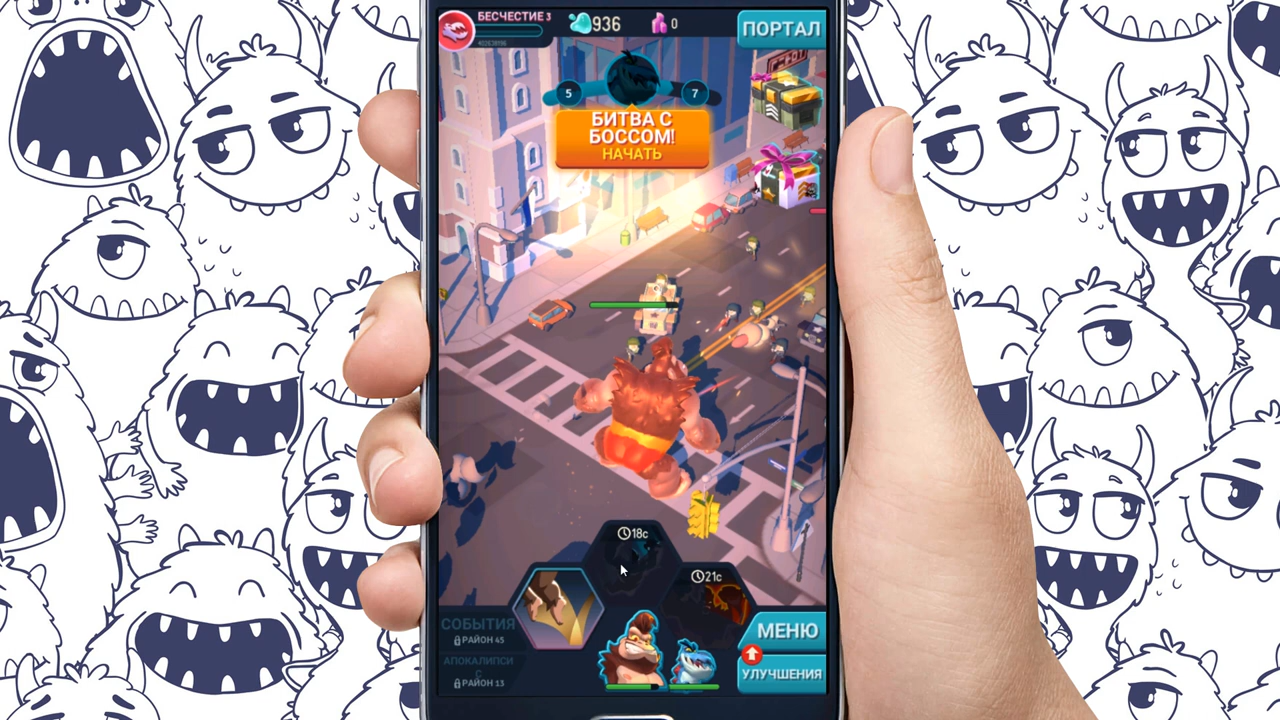 БЕСЧЕСТИЕ 3
936
0
ПОРТАЛ
5
7
БИТВА С
БОССОМ!
НАЧАТЬ
18с
21с
СОБЫТИЯ
РАЙОН 45
АПОКАЛИПСИ
С
РАЙОН 13
МЕНЮ
УЛУЧШЕНИЯ